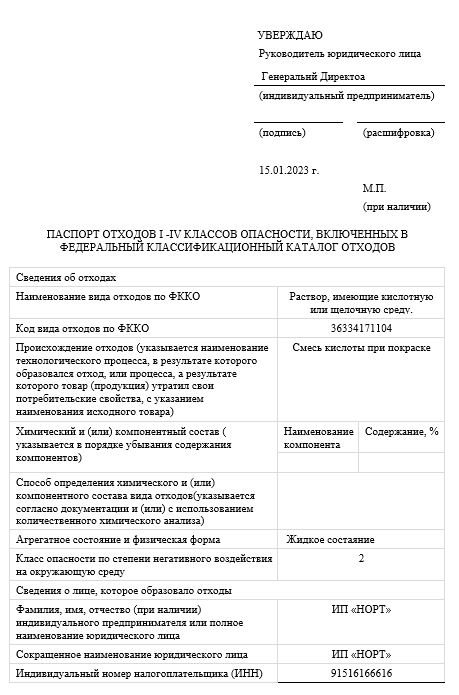 УВЕРЖДАЮ
Руководитель юридического лица
Генеральнй Директоа
(индивидуальный предприниматель)
(подпись) (расшифровка)
15.01.2023 г.
М.П.
(при наличии)
ПАСПОРТ ОТХОДОВ I -IV КЛАССОВ ОПАСНОСТИ, ВКЛЮЧЕННЫХ В
ФЕДЕРАЛЬНЫЙ КЛАССИФИКАЦИОННЫЙ КАТАЛОГ ОТХОДОВ
Сведения об отходах
Наименование вида отходов по ФККО Раствор, имеющие кислотную
или щелочную среду.
Код вида отходов по ФККО 36334171104
Происхождение отходов (указывается наименование Смесь кислоты при покраске
технологического процесса, в результате которого
образовался отход, или процесса, а результате
которого товар (продукция) утратил свои
потребительские свойства, с указанием
наименования исходного товара)
Химический и (или) компонентный состав ( Наименование Содержание, %
указывается в порядке убывания содержания компонента
компонентов)
Способ определения химического и (или)
компонентного состава вида отходов(указывается
согласно документации и (или) с использованием
количественного химического анализа)
Агрегатное состояние и физическая форма Жидкое состаяние
Класс опасности по степени негативного воздействия 2
на окружающую среду
Сведения о лице, которое образовало отходы
Фамилия, имя, отчество (при наличии) ИП «НОРТ»
индивидуального предпринимателя или полное
наименование юридического лица
Сокращенное наименование юридического лица ИП «НОРТ»
Индивидуальный номер налогоплательщика (ИНН) 91516166616